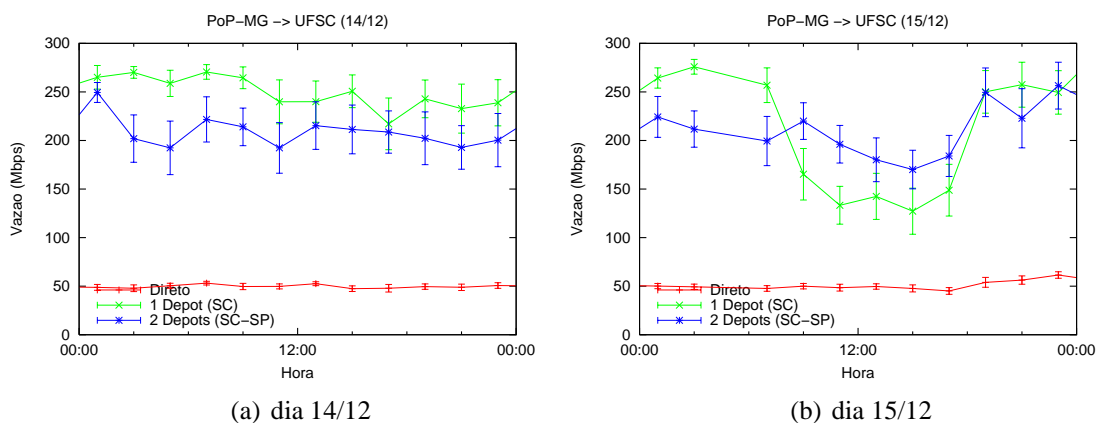 PoP-MG -> UFSC (14/12)
300
250
200
150
100
50
0
Vazao (Mbps)
Direto
1 Depot (SC)
2 Depots (SC-SP)
00:00
12:00
00:00
Hora
(a) dia 14/12
PoP-MG -> UFSC (15/12)
300
250
200
150
100
50
0
Vazao (Mbps)
Direto
1 Depot (SC)
2 Depots (SC-SP)
00:00
12:00
00:00
Hora
(b) dia 15/12